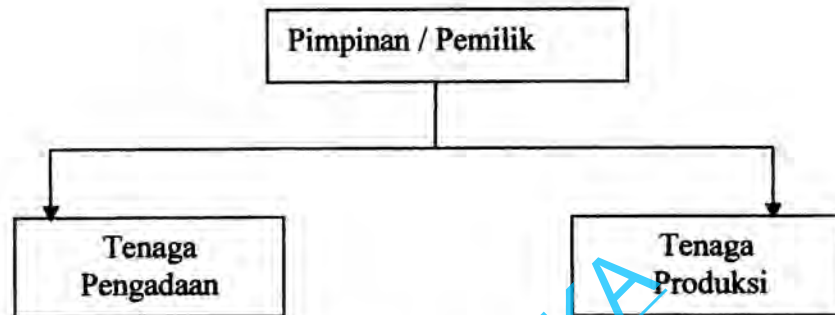 Pimpinan / Pemilik
Tenaga
Pengadaan
Tenaga
Produksi